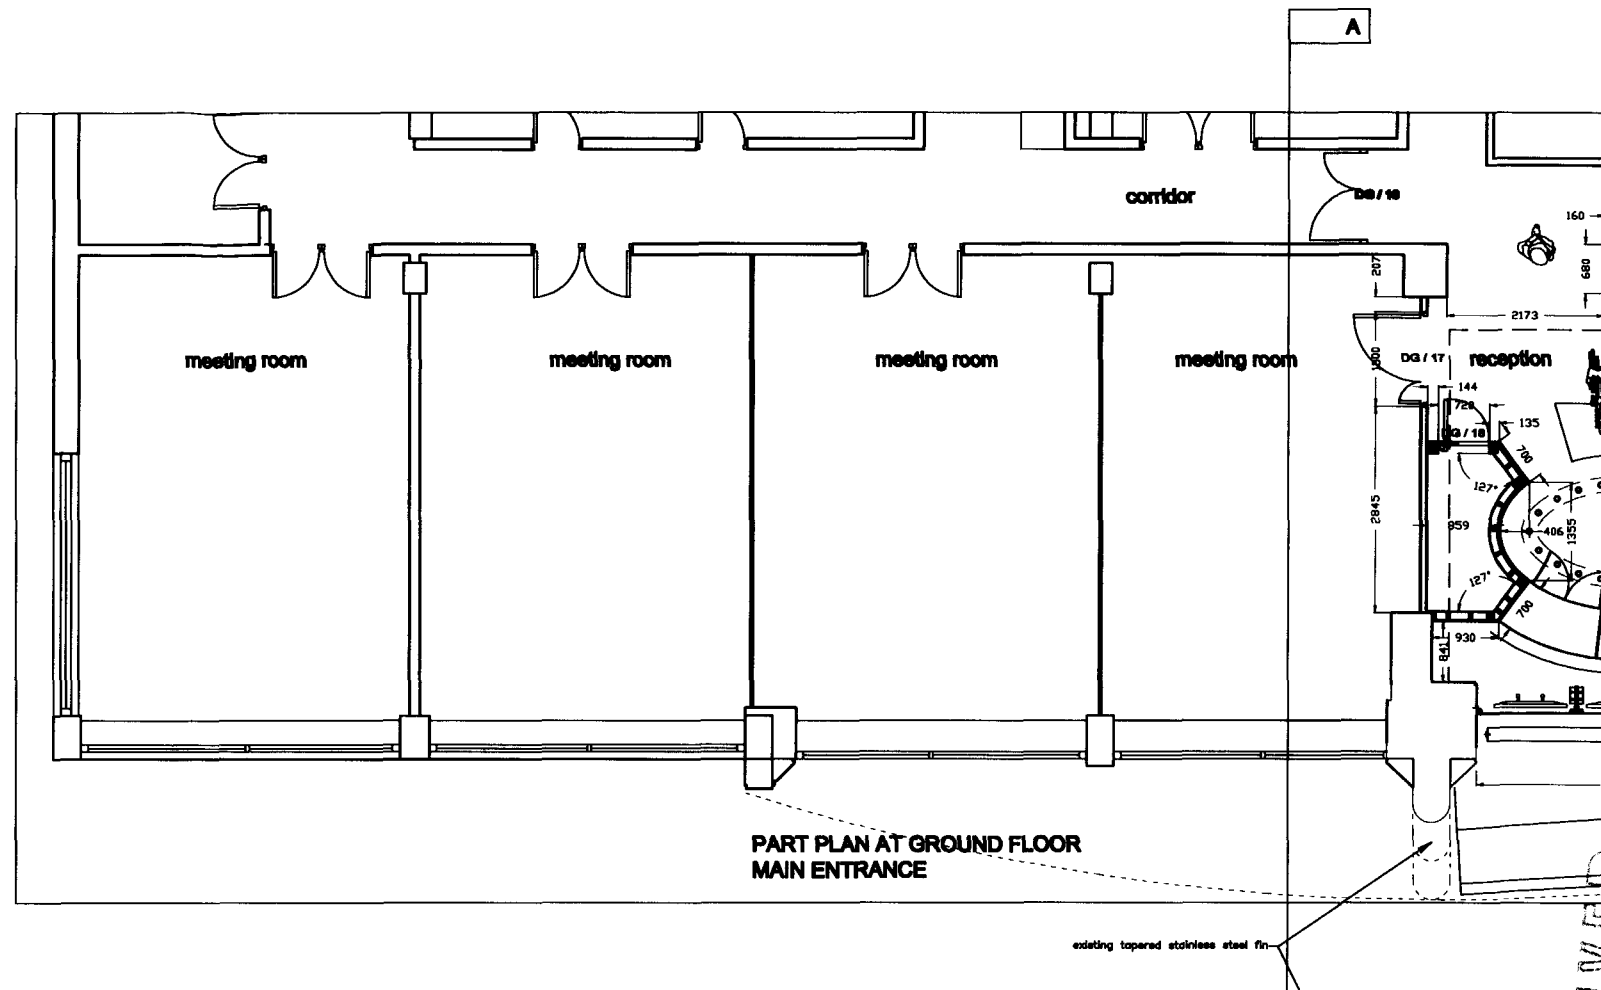 A
corridor
DG / 16
160
207
680
2173
meeting room
meeting room
meeting room
meeting room
DG / 17
reception
1800
144
720
135
DG / 18
700
127°
2845
859
406
1355
127°
700
930
841
PART PLAN AT GROUND FLOOR
MAIN ENTRANCE
existing tapered stainless steel fin